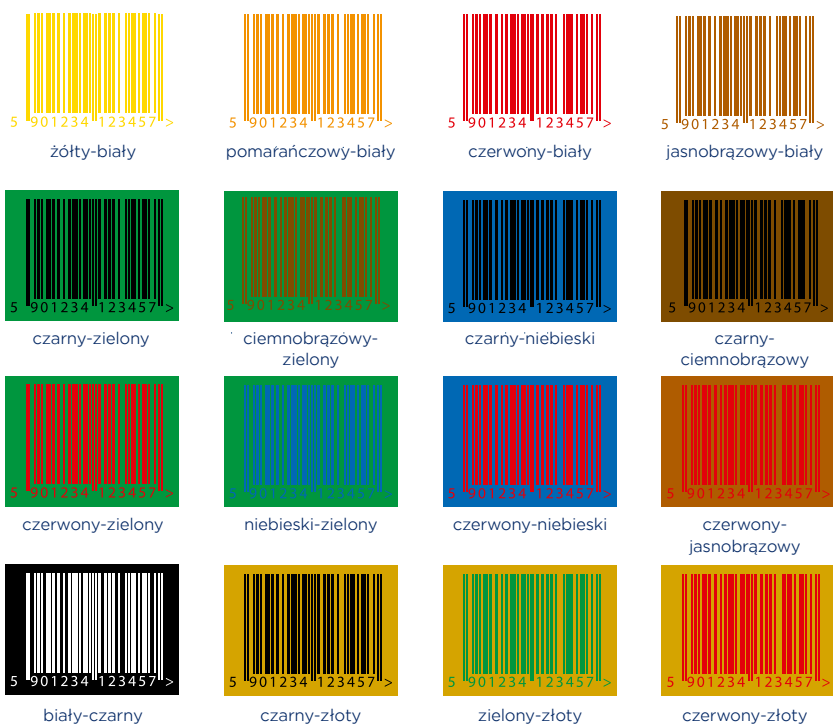 5 901234 123457 >
5 901234 123457 >
5 901234 123457 >
5 901234 123457 >
żółty-biały
pomarańczowy-biały
czerwony-biały
jasnobrązowy-biały
5 901234 123457 >
5 901234 123457 >
5 901234 123457 >
5 901234 123457 >
czarny-zielony
ciemnobrązowy-
zielony
czarny-niebieski
czarny-
ciemnobrązowy
5 901234 123457 >
5 901234 123457 >
5 901234 123457 >
5 901234 123457 >
czerwony-zielony
niebieski-zielony
czerwony-niebieski
czerwony-
jasnobrązowy
5 901234 123457 >
5 901234 123457 >
5 901234 123457 >
5 901234 123457 >
biały-czarny
czarny-złoty
zielony-złoty
czerwony-złoty